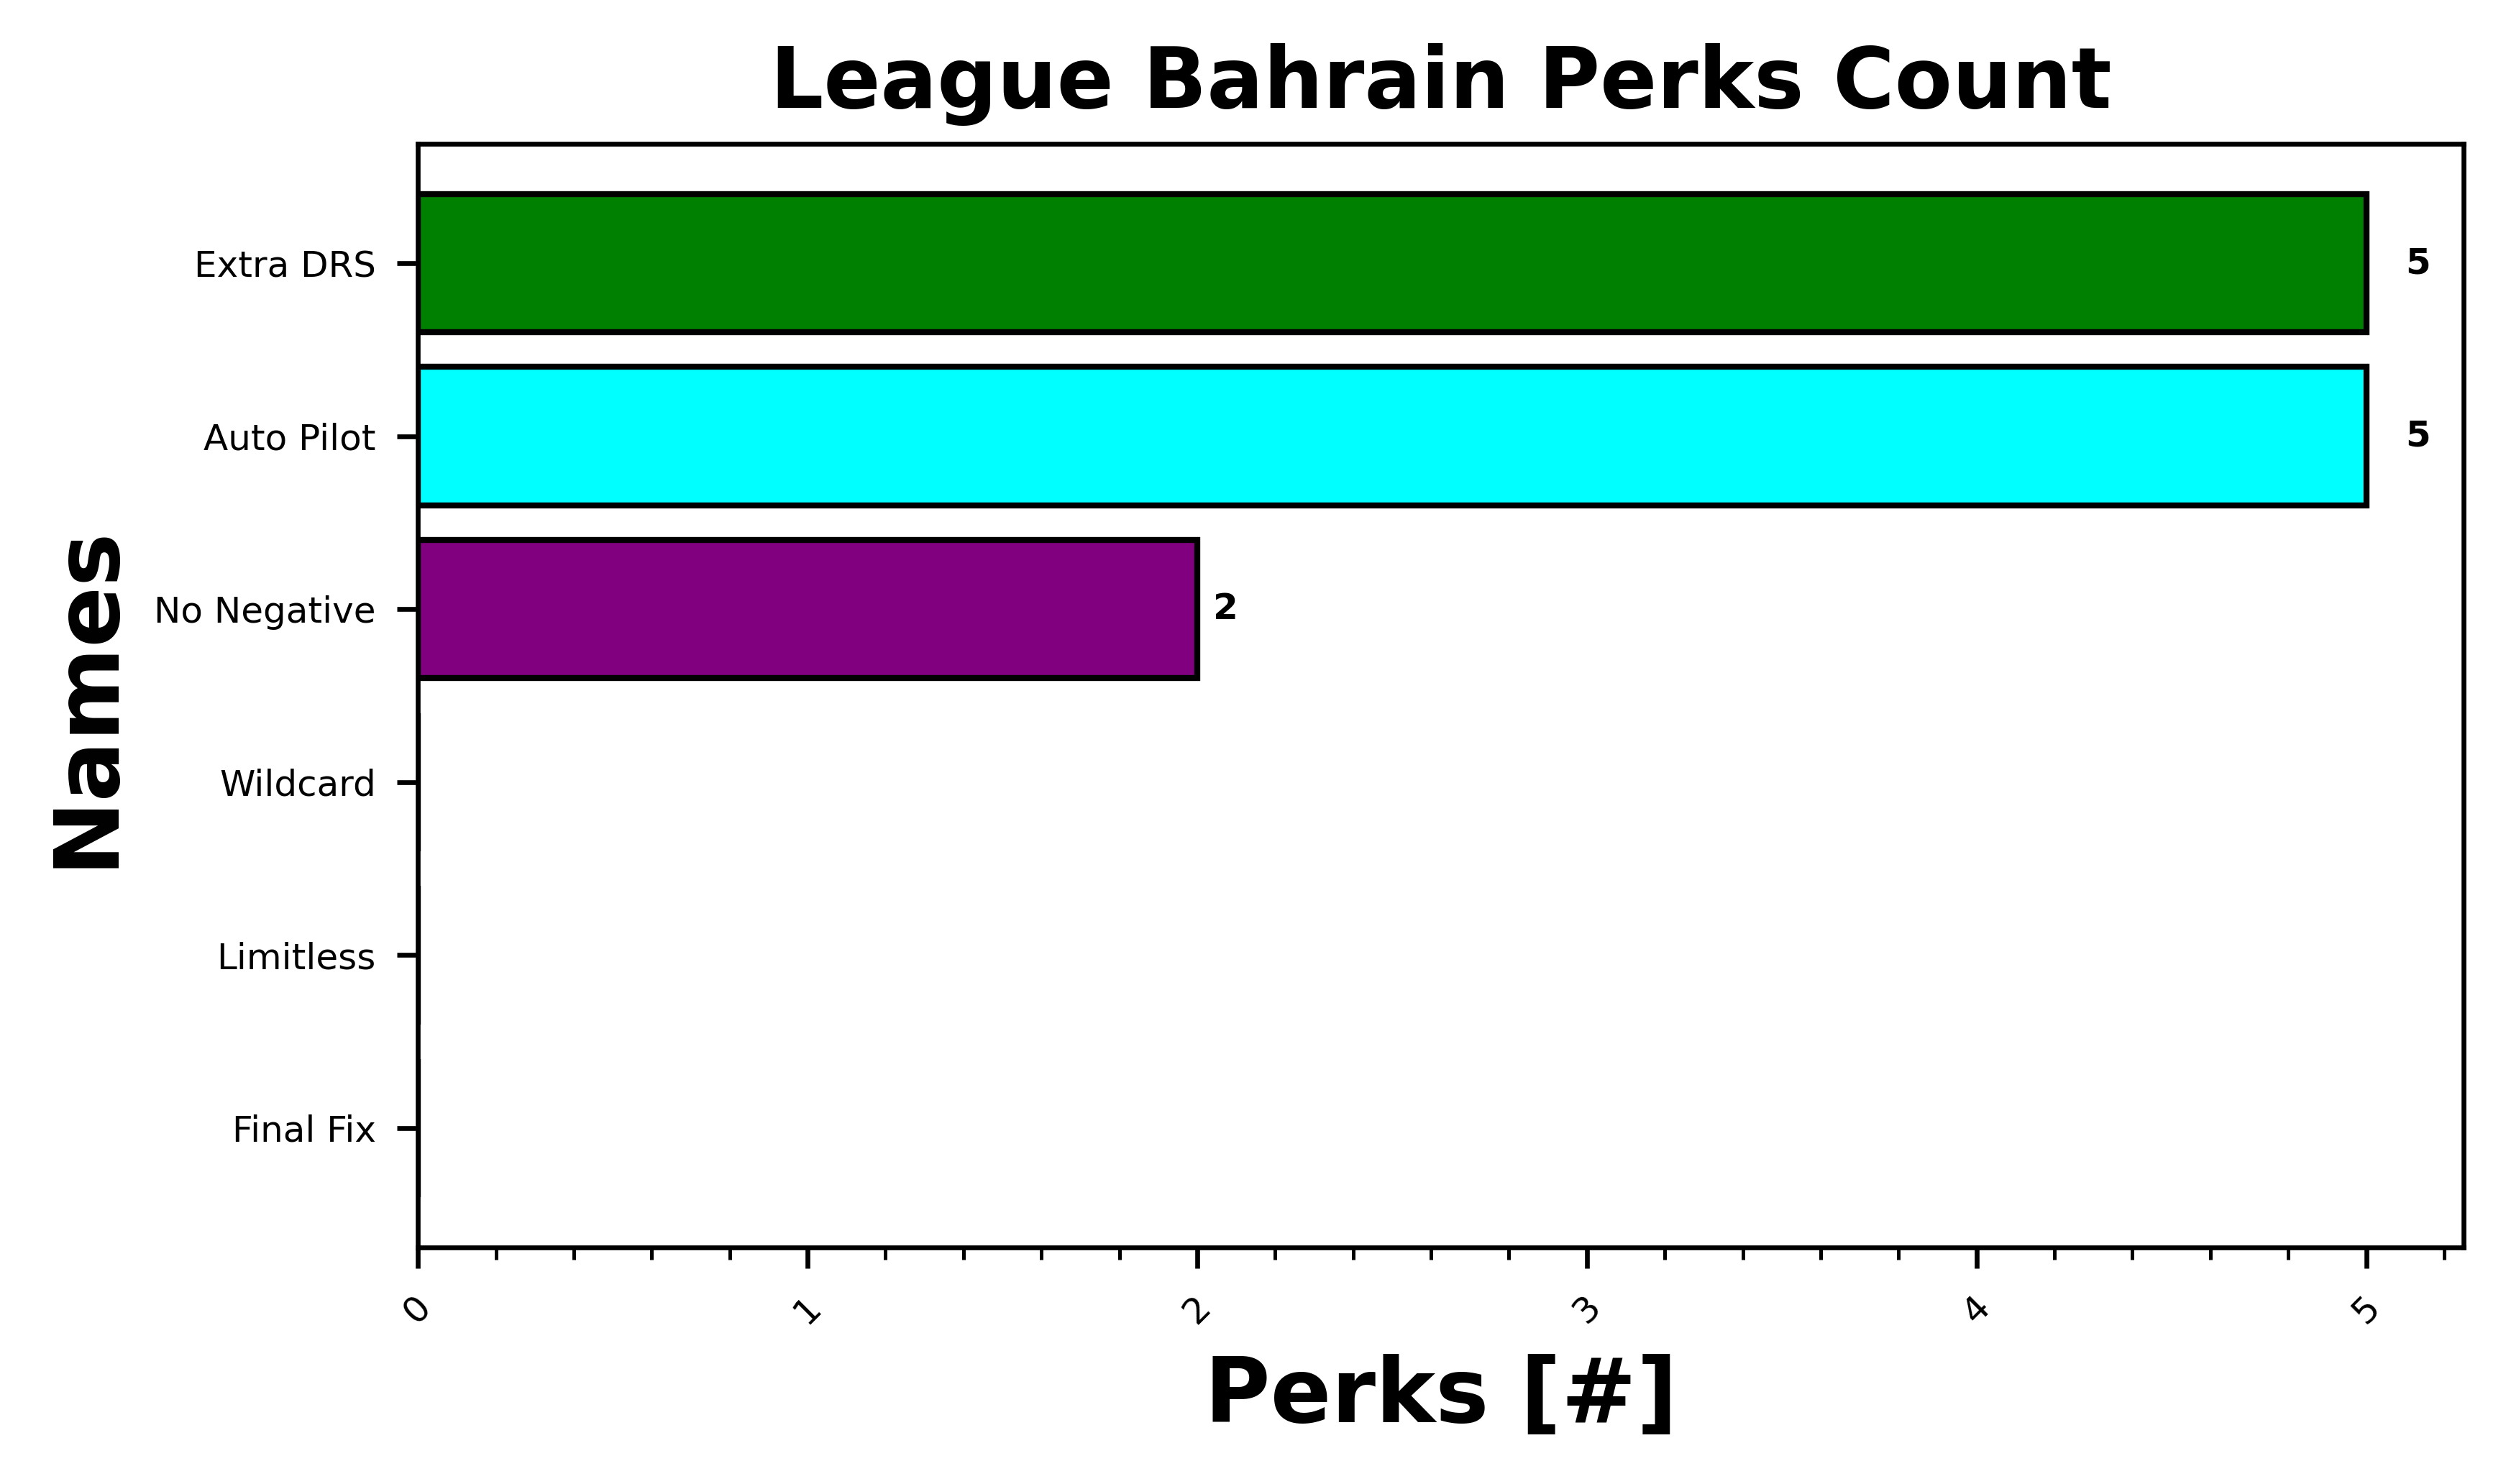 League Bahrain Perks Count
Names
Extra DRS
5
Auto Pilot
5
No Negative
2
Wildcard
Limitless
Final Fix
0 1 2 3 4 5
Perks [#]